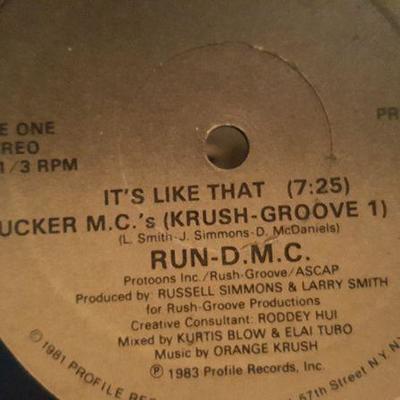 E ONE
REO
1/3 RPM
PR
IT'S LIKE THAT (7:25)
UCKER M.C.'s (KRUSH-GROOVE 1)
(L. Smith-J. Simmons-D. McDaniels)
RUN-D.M.C.
Protoons Inc./Rush-Groove/ASCAP
Produced by: RUSSELL SIMMONS & LARRY SMITH
for Rush-Groove Productions
Creative Consultant: RODDEY HUI
Mixed by KURTIS BLOW & ELAI TUBO
Music by ORANGE KRUSH
℗ 1983 Profile Records, Inc.
© 1981 PROFILE RE
57th Street N.Y. N.Y